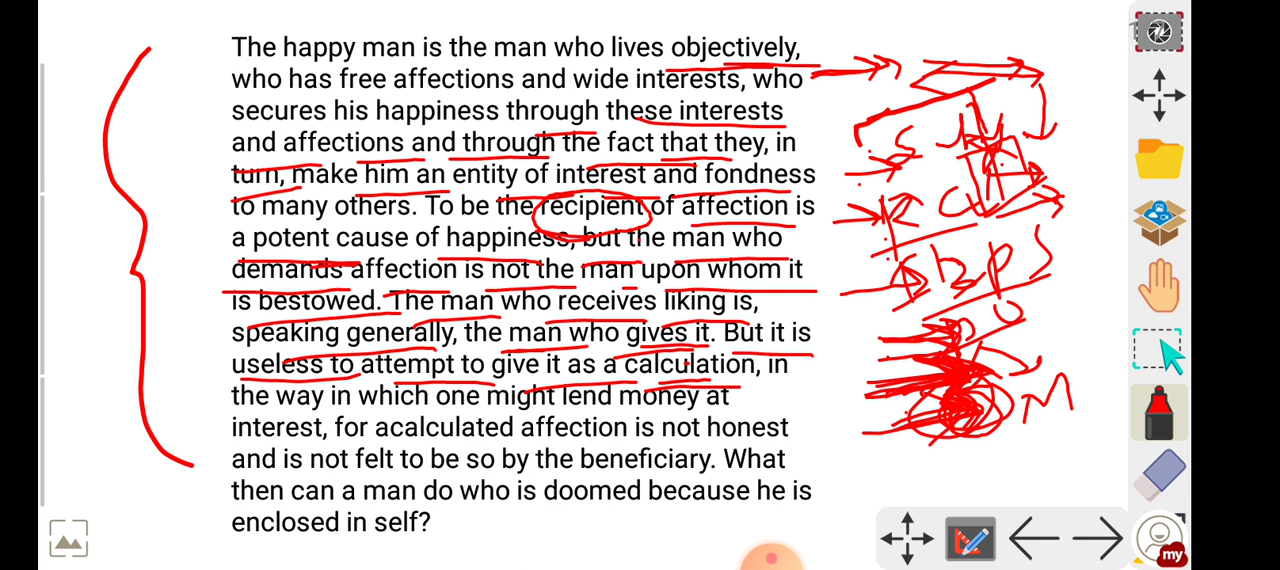 The happy man is the man who lives objectively,
who has free affections and wide interests, who
secures his happiness through these interests
and affections and through the fact that they, in
turn, make him an entity of interest and fondness
to many others. To be the recipient of affection is
a potent cause of happiness, but the man who
demands affection is not the man upon whom it
is bestowed. The man who receives liking is,
speaking generally, the man who gives it. But it is
useless to attempt to give it as a calculation, in
the way in which one might lend money at
interest, for acalculated affection is not honest
and is not felt to be so by the beneficiary. What
then can a man do who is doomed because he is
enclosed in self?
M
my